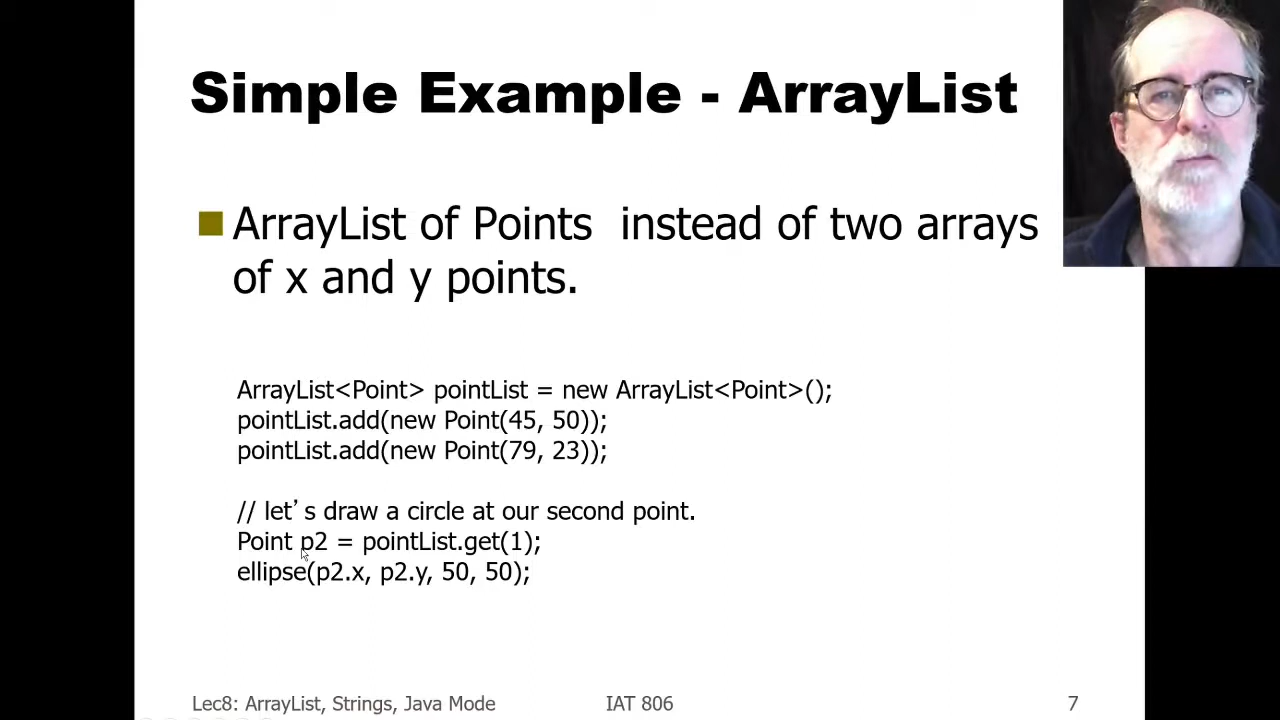 Simple Example - ArrayList
ArrayList of Points  instead of two arrays
of x and y points.
ArrayList<Point> pointList = new ArrayList<Point>();
pointList.add(new Point(45, 50));
pointList.add(new Point(79, 23));
// let’s draw a circle at our second point.
Point p2 = pointList.get(1);
ellipse(p2.x, p2.y, 50, 50);
Lec8: ArrayList, Strings, Java Mode
IAT 806
7